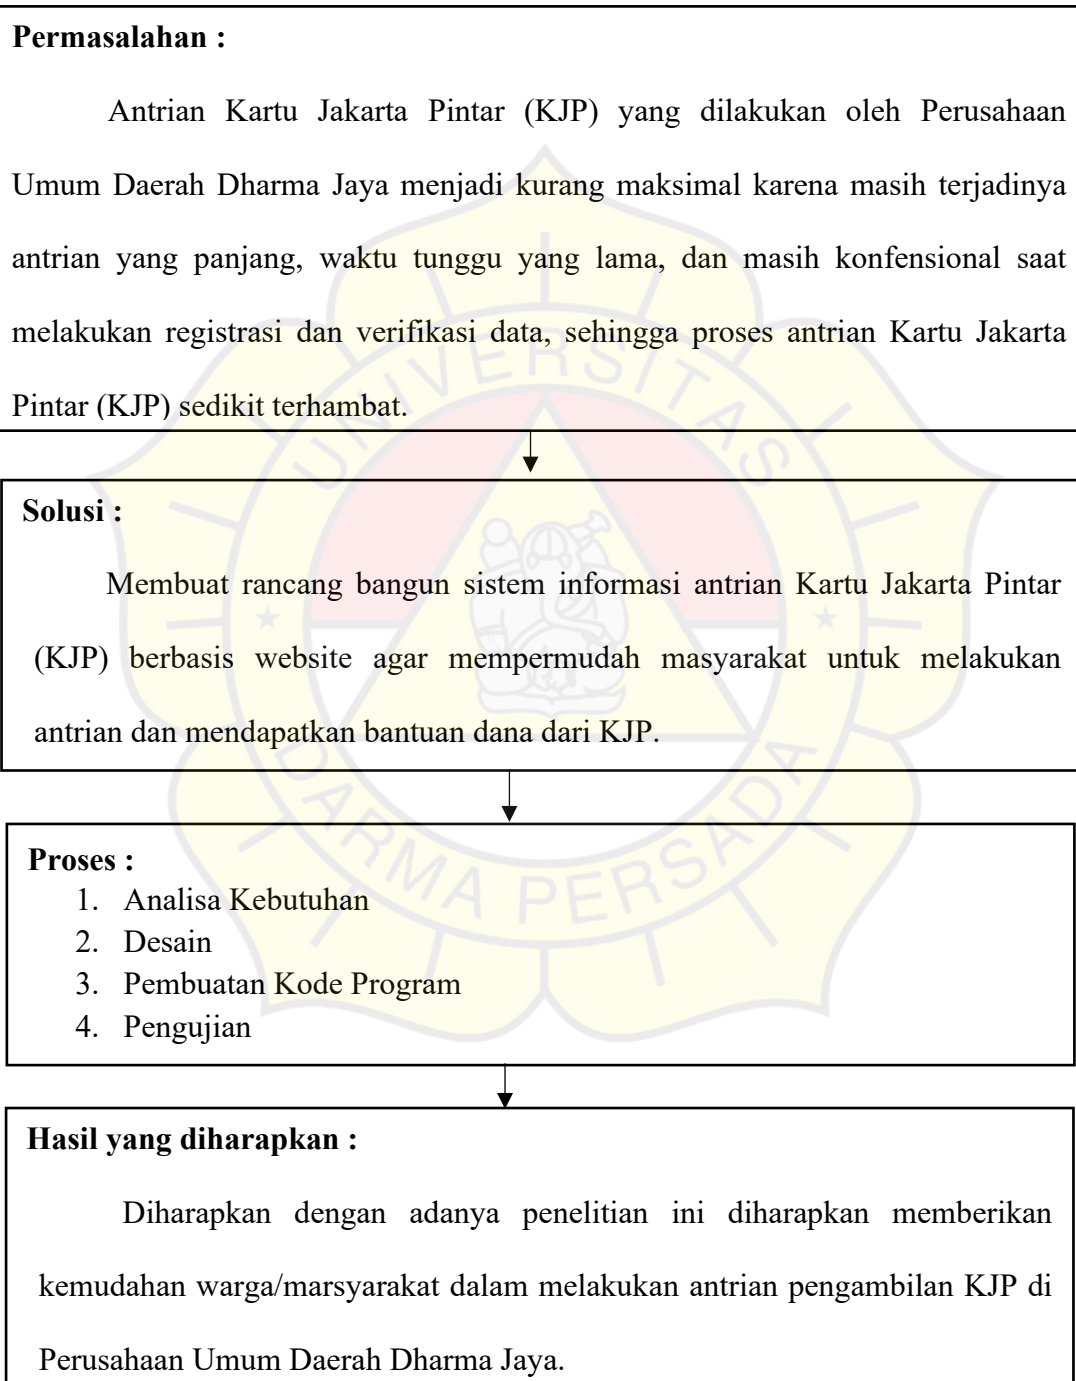 Permasalahan :
Antrian Kartu Jakarta Pintar (KJP) yang dilakukan oleh Perusahaan
Umum Daerah Dharma Jaya menjadi kurang maksimal karena masih terjadinya
antrian yang panjang, waktu tunggu yang lama, dan masih konfensional saat
melakukan registrasi dan verifikasi data, sehingga proses antrian Kartu Jakarta
Pintar (KJP) sedikit terhambat.
Solusi :
Membuat rancang bangun sistem informasi antrian Kartu Jakarta Pintar
(KJP) berbasis website agar mempermudah masyarakat untuk melakukan
antrian dan mendapatkan bantuan dana dari KJP.
Proses :
1. Analisa Kebutuhan
2. Desain
3. Pembuatan Kode Program
4. Pengujian
Hasil yang diharapkan :
Diharapkan dengan adanya penelitian ini diharapkan memberikan
kemudahan warga/marsyarakat dalam melakukan antrian pengambilan KJP di
Perusahaan Umum Daerah Dharma Jaya.
UNIVERSITAS
DARMA PERSADA